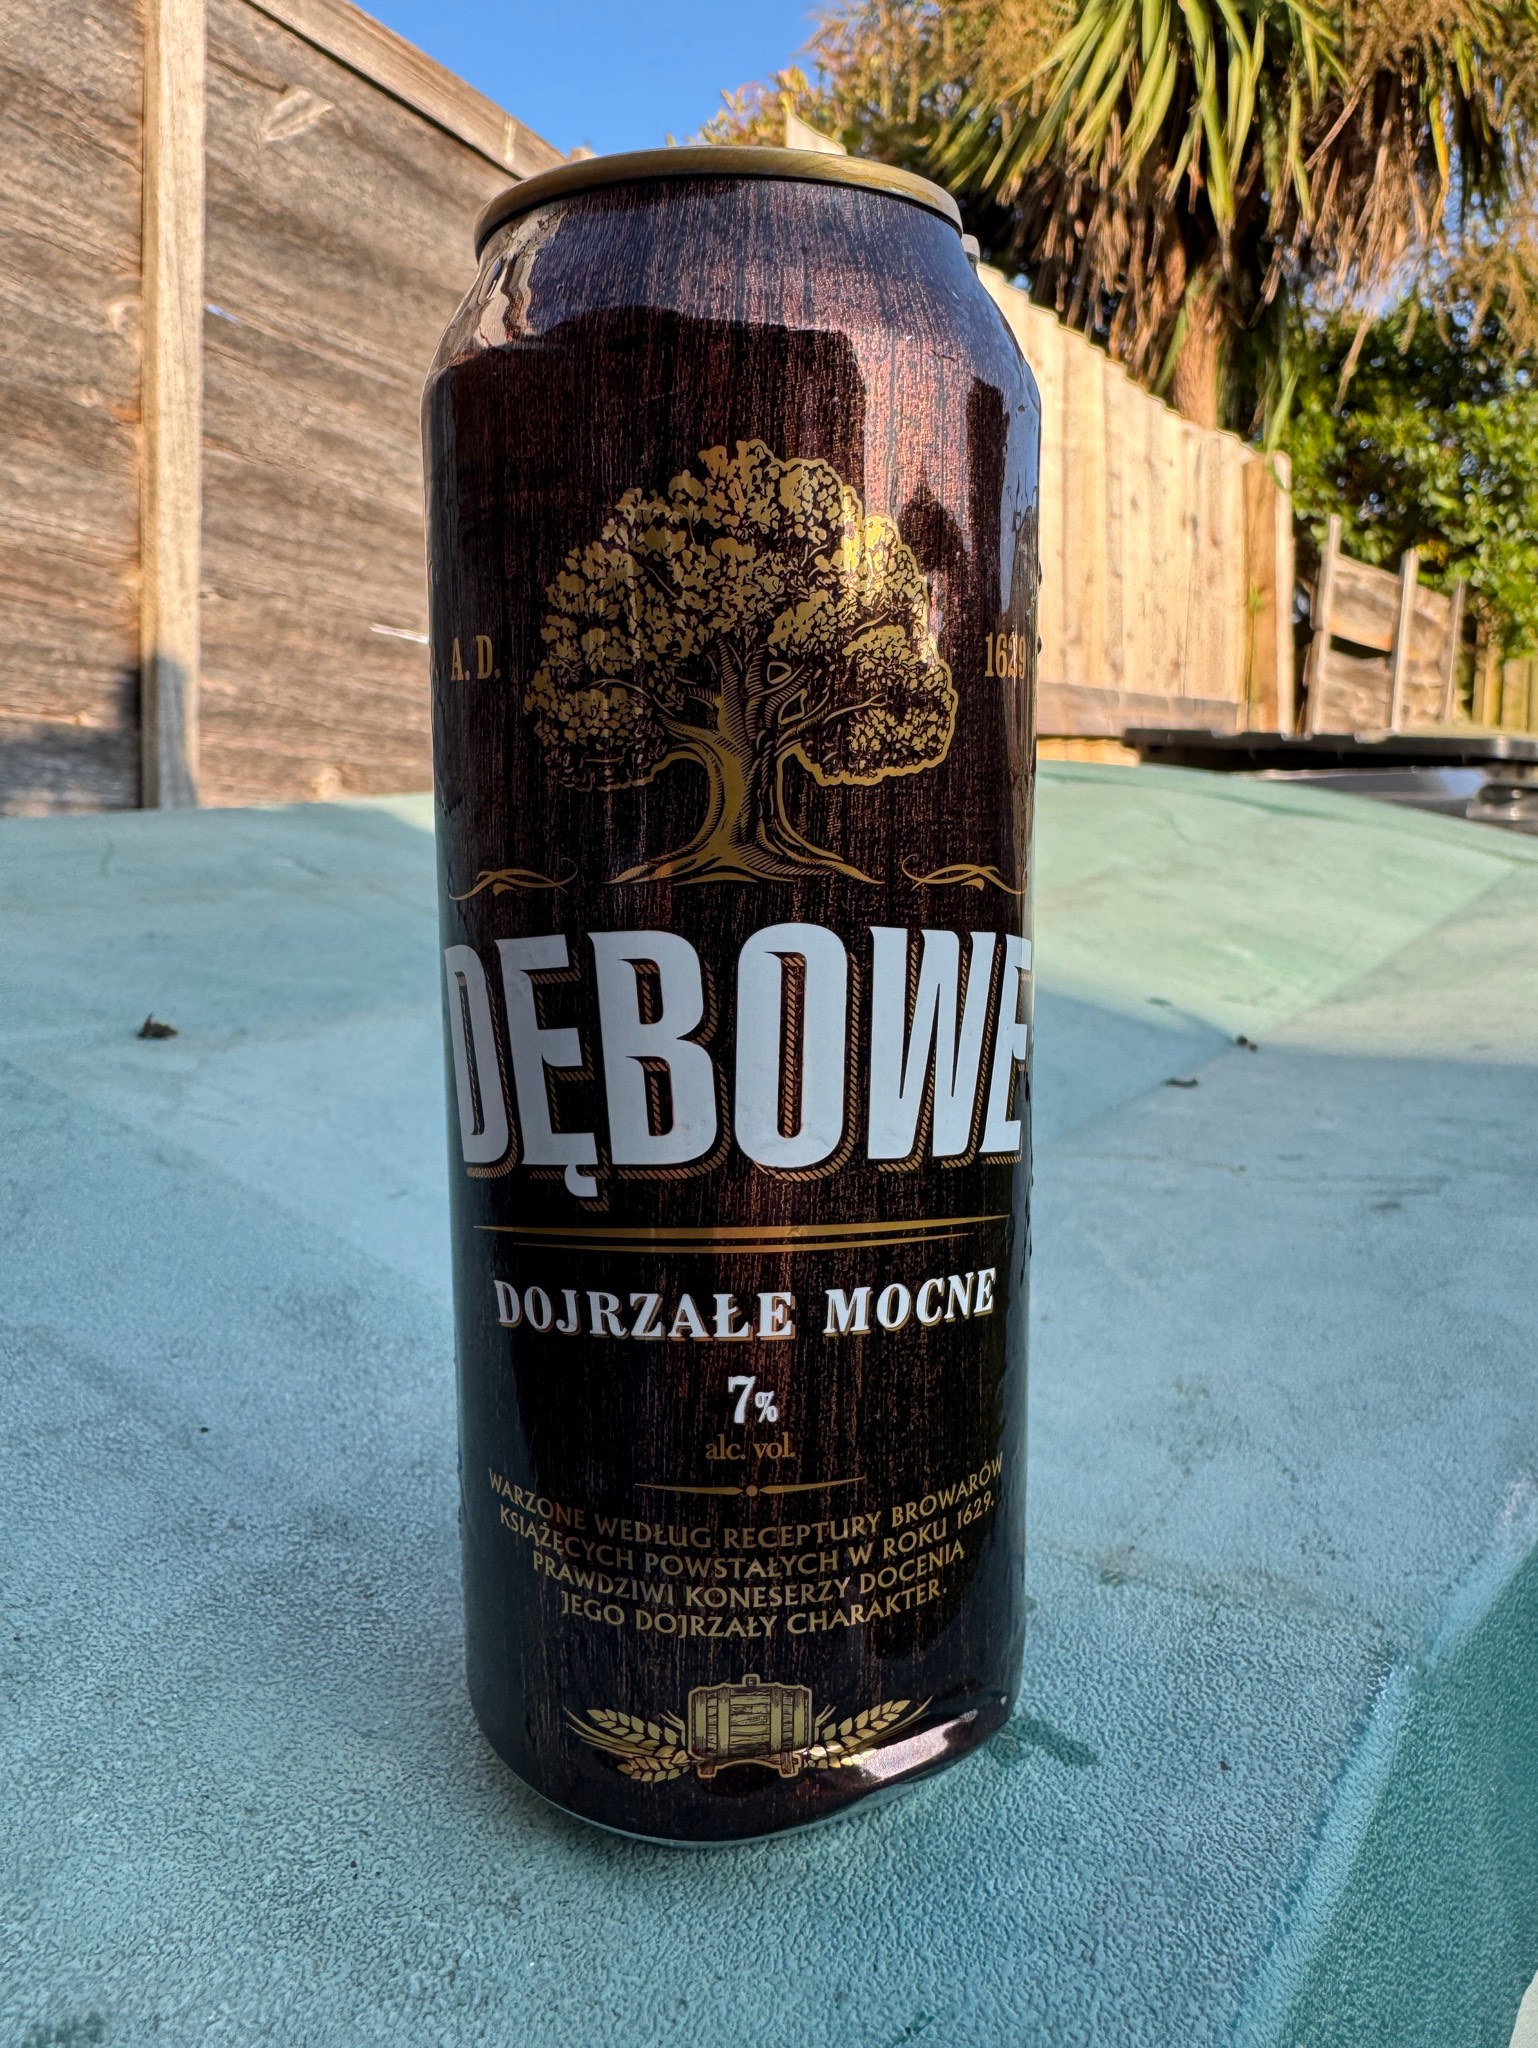 A. D. 1629
DĘBOWE
DOJRZAŁE MOCNE
7%
alc. vol.
WARZONE WEDŁUG RECEPTURY BROWARÓW
KSIĄŻĘCYCH POWSTAŁYCH W ROKU 1629.
PRAWDZIWI KONESERZY DOCENIĄ
JEGO DOJRZAŁY CHARAKTER.